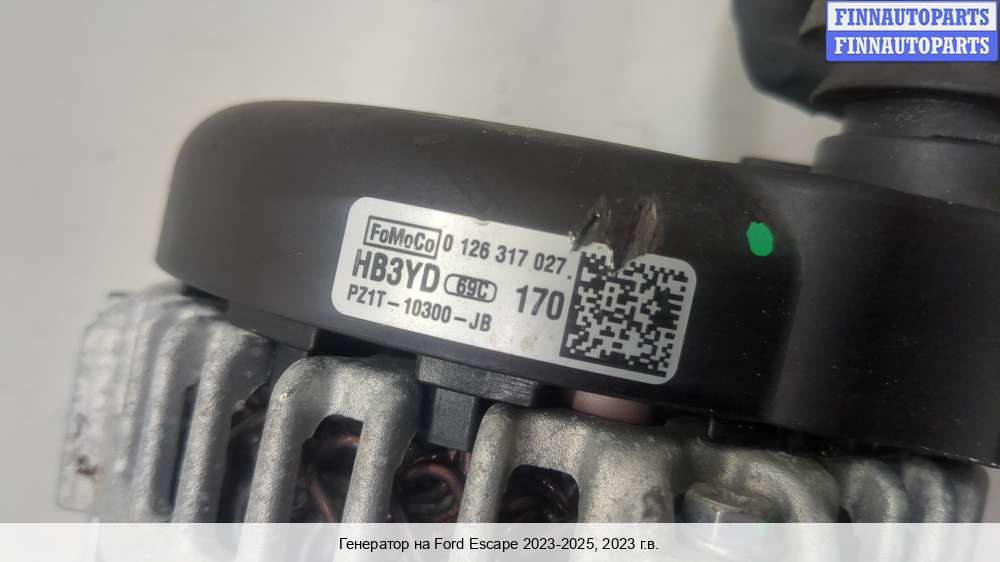 FINNAUTOPARTS
FINNAUTOPARTS
FoMoCo 0 126 317 027.
HB3YD 69C 170
PZ1T-10300-JB
Генератор на Ford Escape 2023-2025, 2023 г.в.